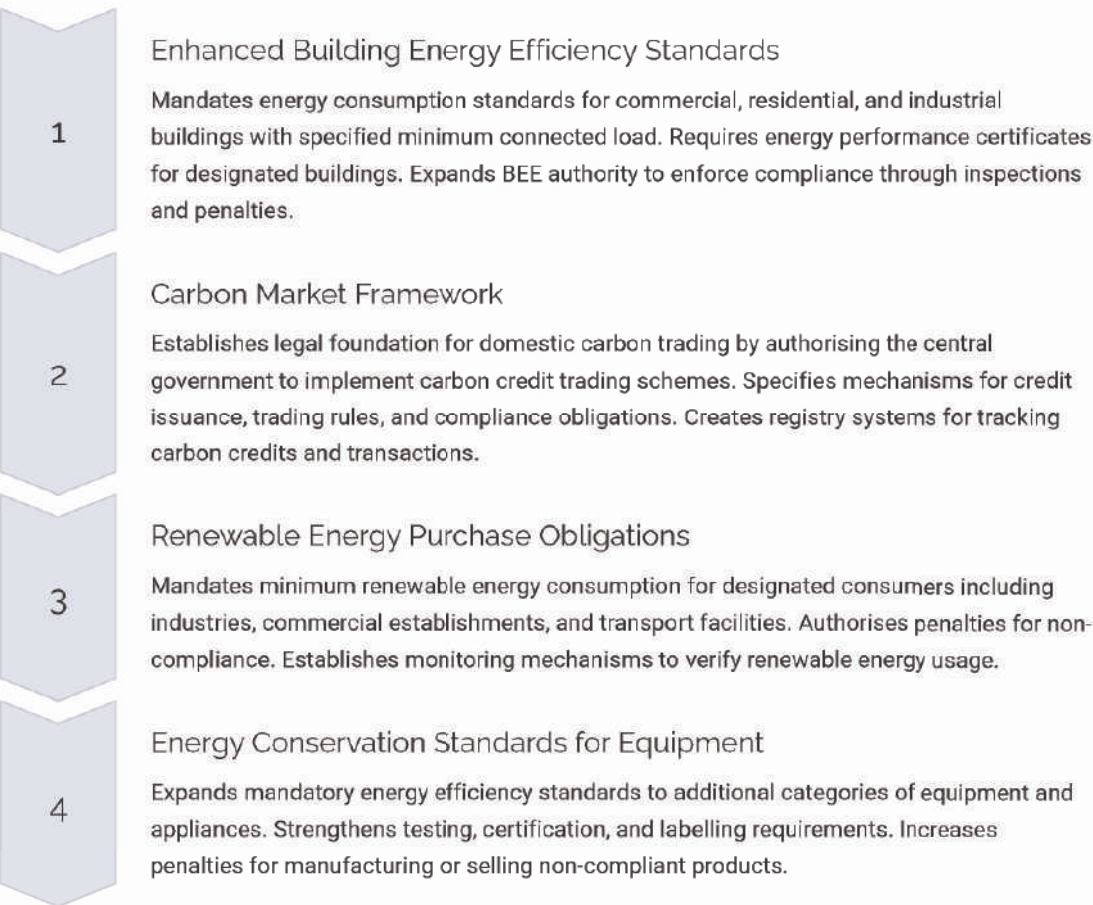 1
Enhanced Building Energy Efficiency Standards
Mandates energy consumption standards for commercial, residential, and industrial
buildings with specified minimum connected load. Requires energy performance certificates
for designated buildings. Expands BEE authority to enforce compliance through inspections
and penalties.
2
Carbon Market Framework
Establishes legal foundation for domestic carbon trading by authorising the central
government to implement carbon credit trading schemes. Specifies mechanisms for credit
issuance, trading rules, and compliance obligations. Creates registry systems for tracking
carbon credits and transactions.
3
Renewable Energy Purchase Obligations
Mandates minimum renewable energy consumption for designated consumers including
industries, commercial establishments, and transport facilities. Authorises penalties for non-
compliance. Establishes monitoring mechanisms to verify renewable energy usage.
4
Energy Conservation Standards for Equipment
Expands mandatory energy efficiency standards to additional categories of equipment and
appliances. Strengthens testing, certification, and labelling requirements. Increases
penalties for manufacturing or selling non-compliant products.